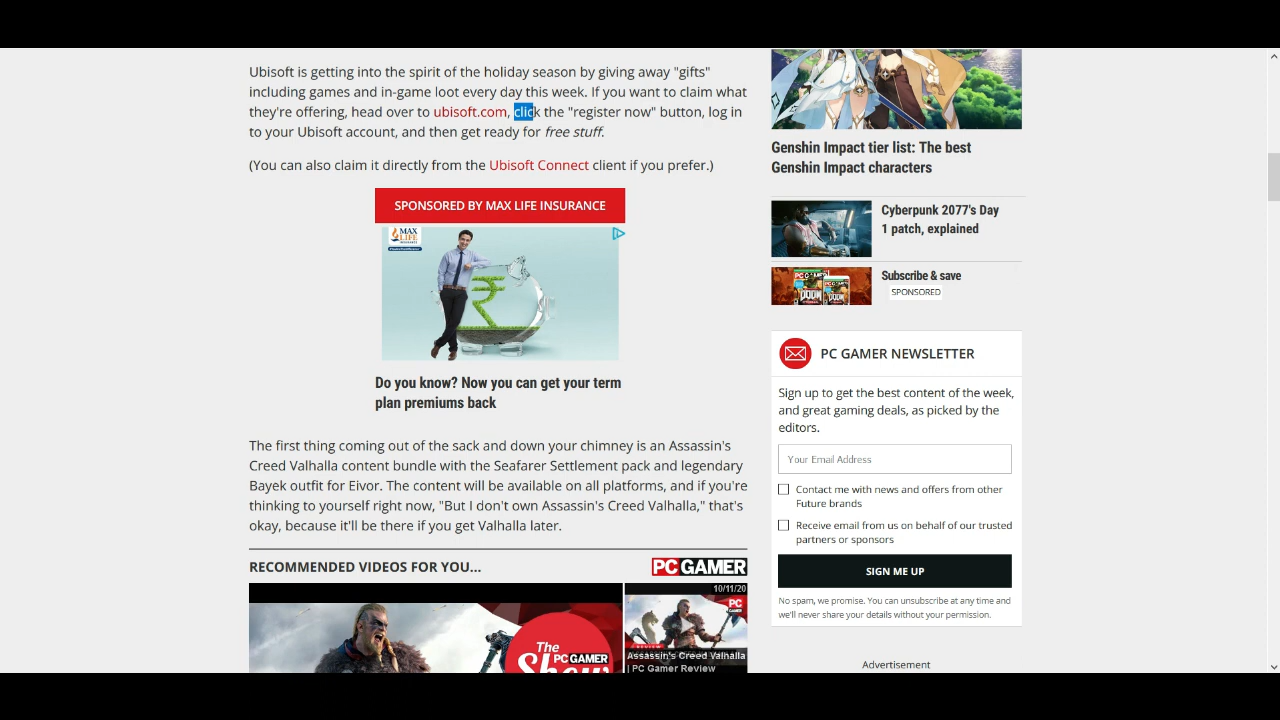 Ubisoft is getting into the spirit of the holiday season by giving away "gifts"
including games and in-game loot every day this week. If you want to claim what
they're offering, head over to ubisoft.com, click the "register now" button, log in
to your Ubisoft account, and then get ready for free stuff.
(You can also claim it directly from the Ubisoft Connect client if you prefer.)
SPONSORED BY MAX LIFE INSURANCE
MAX
LIFE
Do you know? Now you can get your term
plan premiums back
The first thing coming out of the sack and down your chimney is an Assassin's
Creed Valhalla content bundle with the Seafarer Settlement pack and legendary
Bayek outfit for Eivor. The content will be available on all platforms, and if you're
thinking to yourself right now, "But I don't own Assassin's Creed Valhalla," that's
okay, because it'll be there if you get Valhalla later.
RECOMMENDED VIDEOS FOR YOU...
PC GAMER
The
PC GAMER
Show
10/11/20
PC
REVIEW
Assassin's Creed Valhalla
| PC Gamer Review
Genshin Impact tier list: The best
Genshin Impact characters
Cyberpunk 2077's Day
1 patch, explained
PC GAMER
DOOM
Subscribe & save
SPONSORED
PC GAMER NEWSLETTER
Sign up to get the best content of the week,
and great gaming deals, as picked by the
editors.
Your Email Address
Contact me with news and offers from other
Future brands
Receive email from us on behalf of our trusted
partners or sponsors
SIGN ME UP
No spam, we promise. You can unsubscribe at any time and
we'll never share your details without your permission.
Advertisement